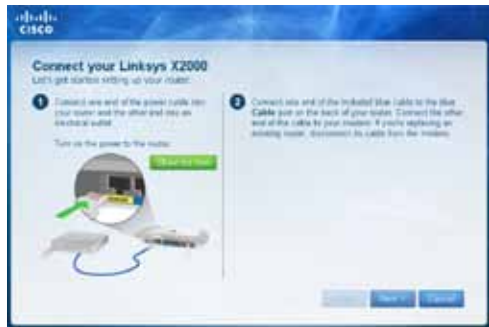 CISCO
Connect your Linksys X2000
Let's get started setting up your router.
1
Connect one end of the power cable into
your router and the other end into an
electrical outlet.
Turn on the power to the router.
2
Connect one end of the included blue cable to the blue
Cable port on the back of your router. Connect the other
end of the cable to your modem. If you're replacing an
existing router, disconnect its cable from the modem.
Next >
Cancel